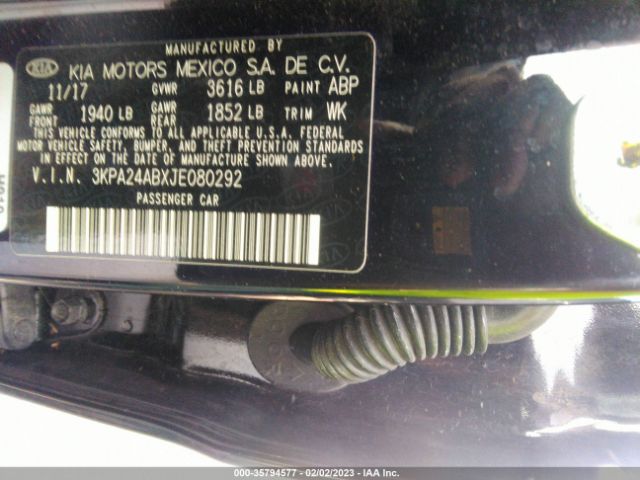 MANUFACTURED BY
KIA KIA MOTORS MEXICO S.A. DE C.V.
11/17 GVWR 3616 LB PAINT ABP
GAWR FRONT 1940 LB GAWR REAR 1852 LB TRIM WK
THIS VEHICLE CONFORMS TO ALL APPLICABLE U.S.A. FEDERAL
MOTOR VEHICLE SAFETY, BUMPER, AND THEFT PREVENTION STANDARDS
IN EFFECT ON THE DATE OF MANUFACTURE SHOWN ABOVE.
V.I.N. 3KPA24ABXJE080292
PASSENGER CAR
000-35794577 - 02/02/2023 - IAA Inc.